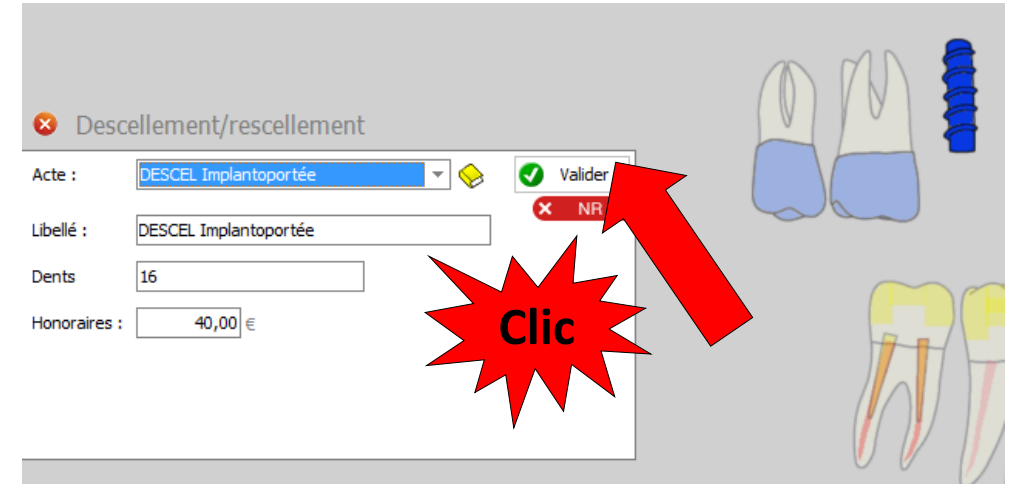 Descellement/rescellement
Acte : DESCEL Implantoportée Valider
NR
Libellé : DESCEL Implantoportée
Dents 16
Honoraires : 40,00 €
Clic